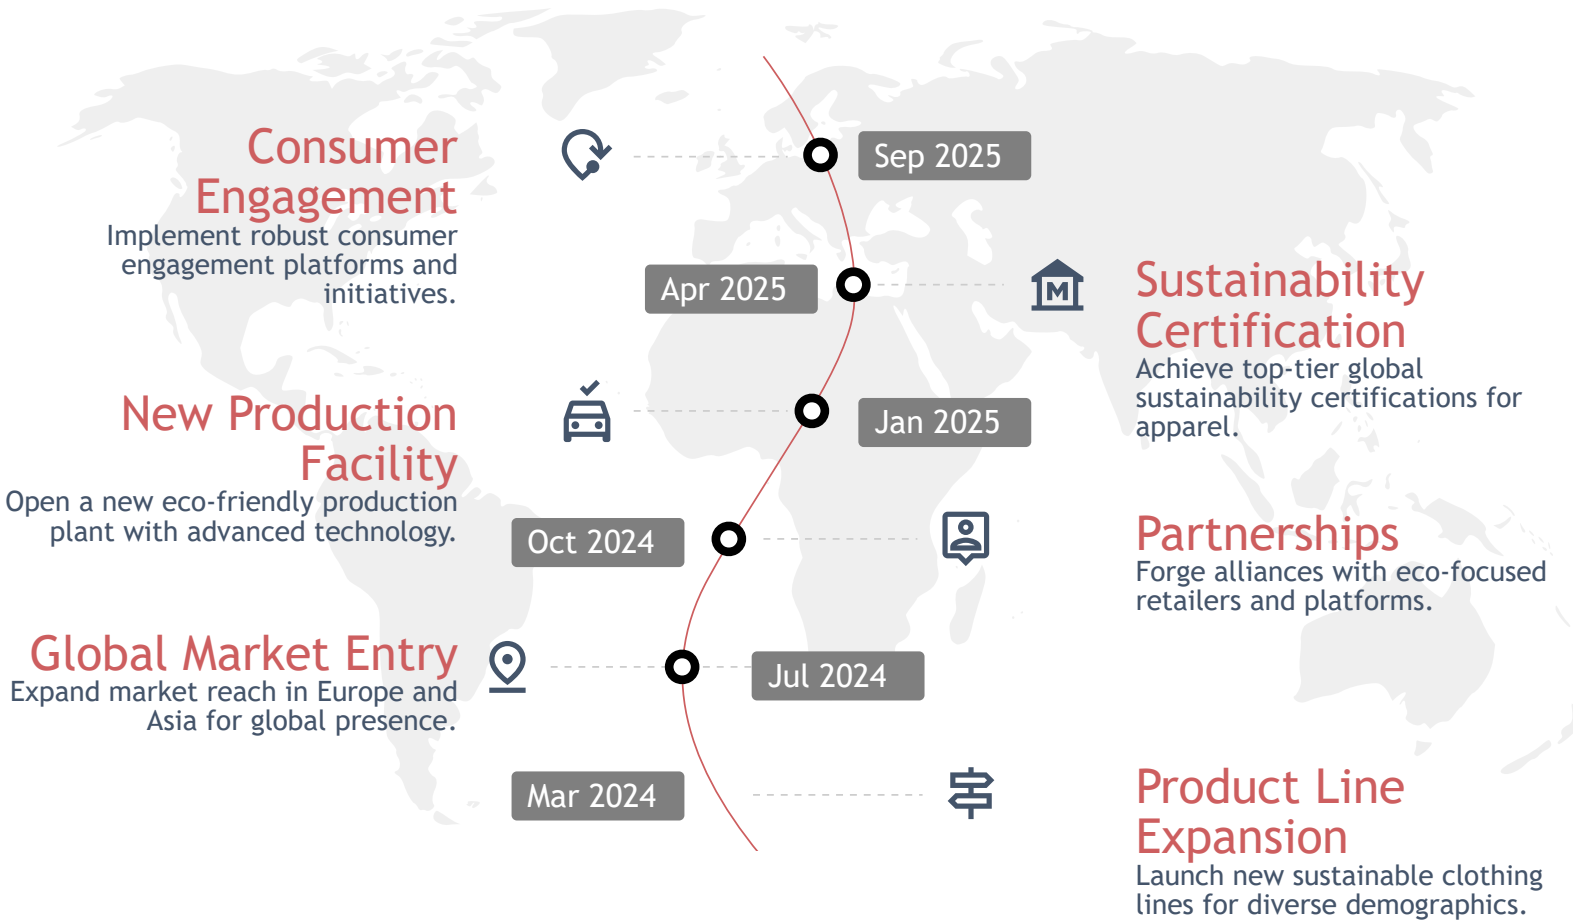 Consumer
Engagement
Implement robust consumer
engagement platforms and
initiatives.
Sep 2025
Apr 2025
Sustainability
Certification
Achieve top-tier global
sustainability certifications for
apparel.
New Production
Facility
Open a new eco-friendly production
plant with advanced technology.
Jan 2025
Oct 2024
Partnerships
Forge alliances with eco-focused
retailers and platforms.
Global Market Entry
Expand market reach in Europe and
Asia for global presence.
Jul 2024
Mar 2024
M
Product Line
Expansion
Launch new sustainable clothing
lines for diverse demographics.